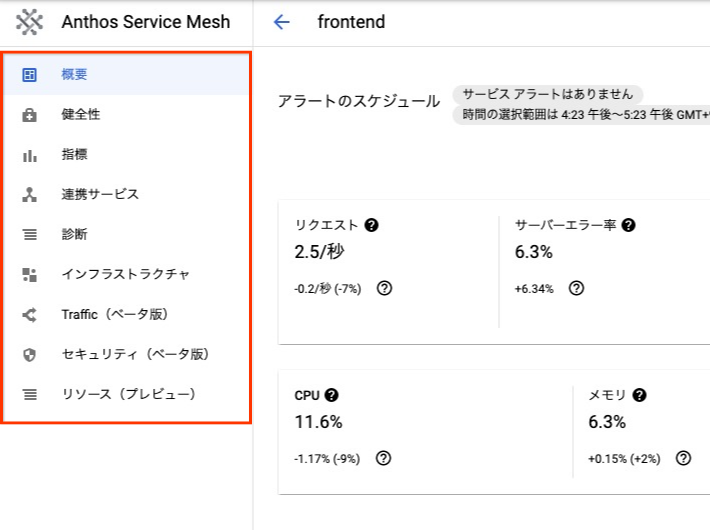 Anthos Service Mesh
frontend
概要
健全性
指標
連携サービス
診断
インフラストラクチャ
Traffic（ベータ版）
セキュリティ（ベータ版）
リソース（プレビュー）
アラートのスケジュール
サービス アラートはありません
時間の選択範囲は 4:23 午後～5:23 午後 GMT+
リクエスト
2.5/秒
-0.2/秒 (-7%)
サーバーエラー率
6.3%
+6.34%
CPU
11.6%
-1.17% (-9%)
メモリ
6.3%
+0.15% (+2%)